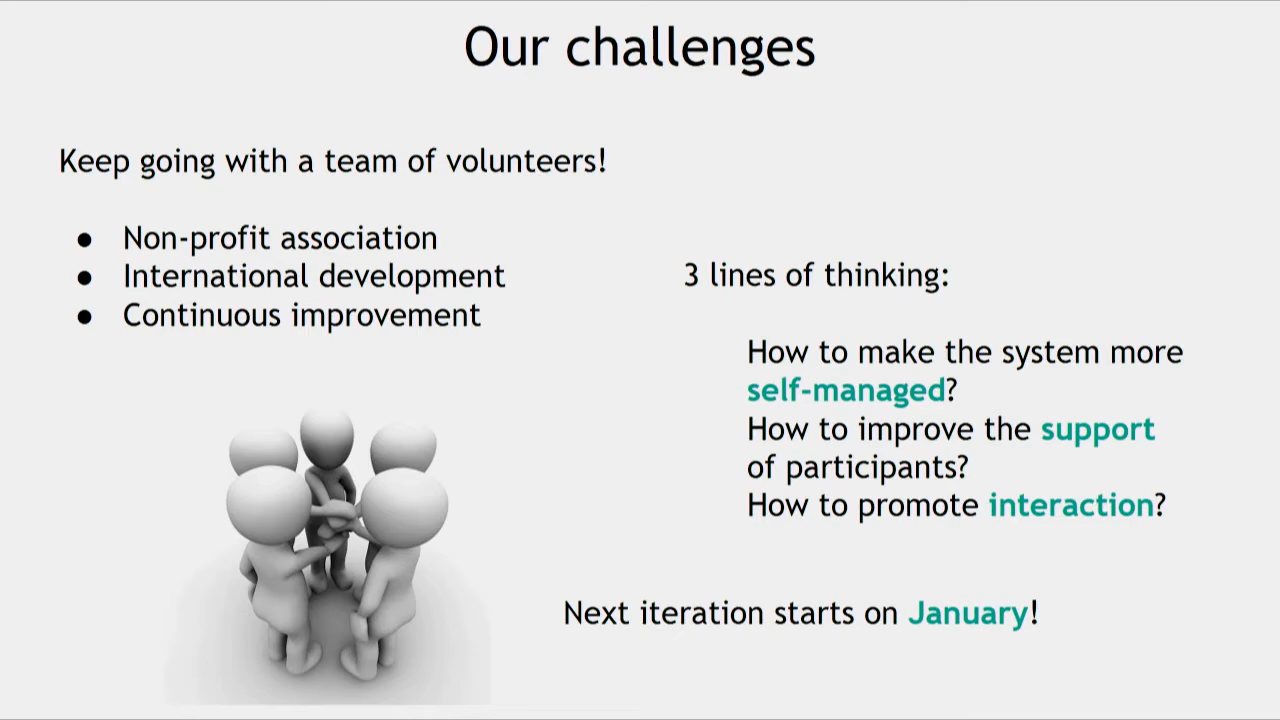 Our challenges
Keep going with a team of volunteers!
● Non-profit association
● International development
● Continuous improvement
3 lines of thinking:
How to make the system more
self-managed?
How to improve the support
of participants?
How to promote interaction?
Next iteration starts on January!